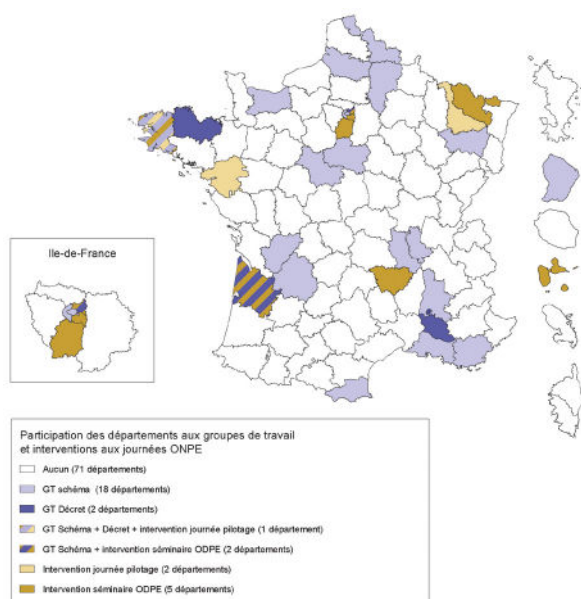 Ile-de-France
Participation des départements aux groupes de travail
et interventions aux journées ONPE
Aucun (71 départements)
GT schéma (18 départements)
GT Décret (2 départements)
GT Schéma + Décret + intervention journée pilotage (1 département)
GT Schéma + intervention séminaire ODPE (2 départements)
Intervention journée pilotage (2 départements)
Intervention séminaire ODPE (5 départements)